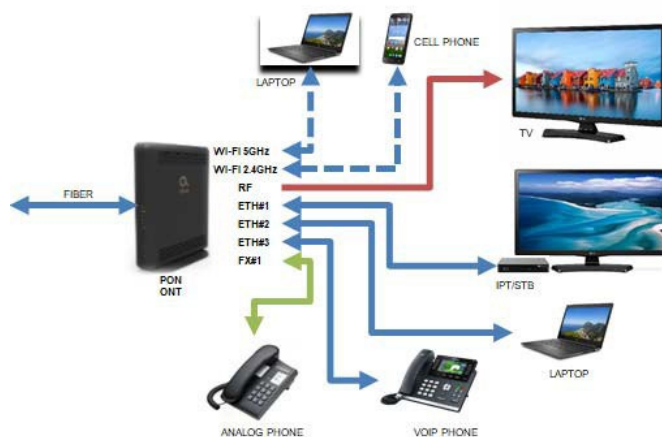 CELL PHONE
LAPTOP
TV
WI-FI 5GHz
WI-FI 2.4GHz
RF
FIBER
ETH#1
ETH#2
ETH#3
FX#1
PON
ONT
IPT/STB
LAPTOP
ANALOG PHONE
VOIP PHONE